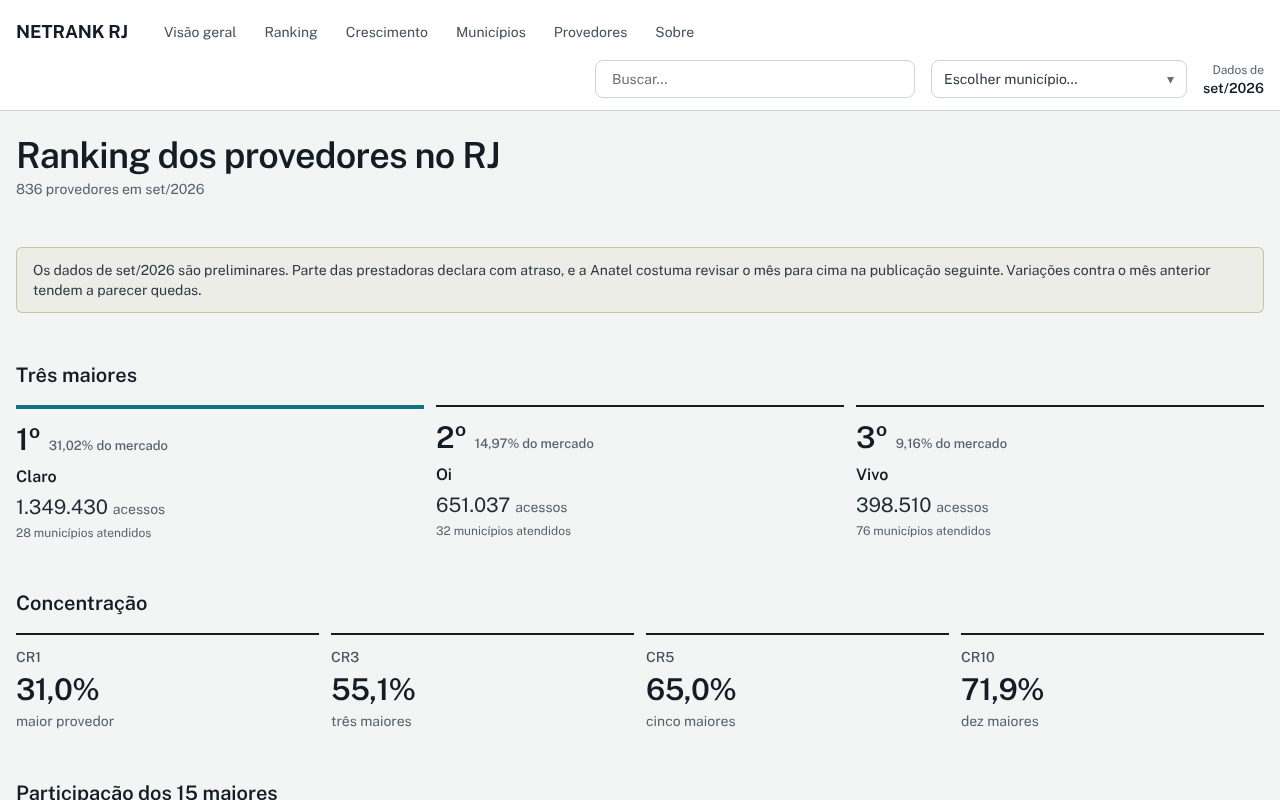 NETRANK RJ
Visão geral
Ranking
Crescimento
Municípios
Provedores
Sobre
Buscar...
Escolher município...
Dados de
set/2026
Ranking dos provedores no RJ
836 provedores em set/2026
Os dados de set/2026 são preliminares. Parte das prestadoras declara com atraso, e a Anatel costuma revisar o mês para cima na publicação seguinte. Variações contra o mês anterior
tendem a parecer quedas.
Três maiores
1º 31,02% do mercado
Claro
1.349.430 acessos
28 municípios atendidos
2º 14,97% do mercado
Oi
651.037 acessos
32 municípios atendidos
3º 9,16% do mercado
Vivo
398.510 acessos
76 municípios atendidos
Concentração
CR1
31,0%
maior provedor
CR3
55,1%
três maiores
CR5
65,0%
cinco maiores
CR10
71,9%
dez maiores
Participação dos 15 maiores